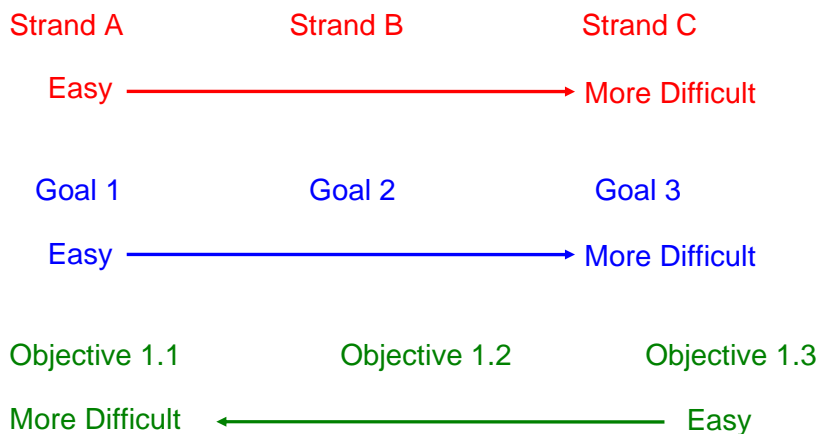 Strand A Strand B Strand C
Easy More Difficult
Goal 1 Goal 2 Goal 3
Easy More Difficult
Objective 1.1 Objective 1.2 Objective 1.3
More Difficult Easy